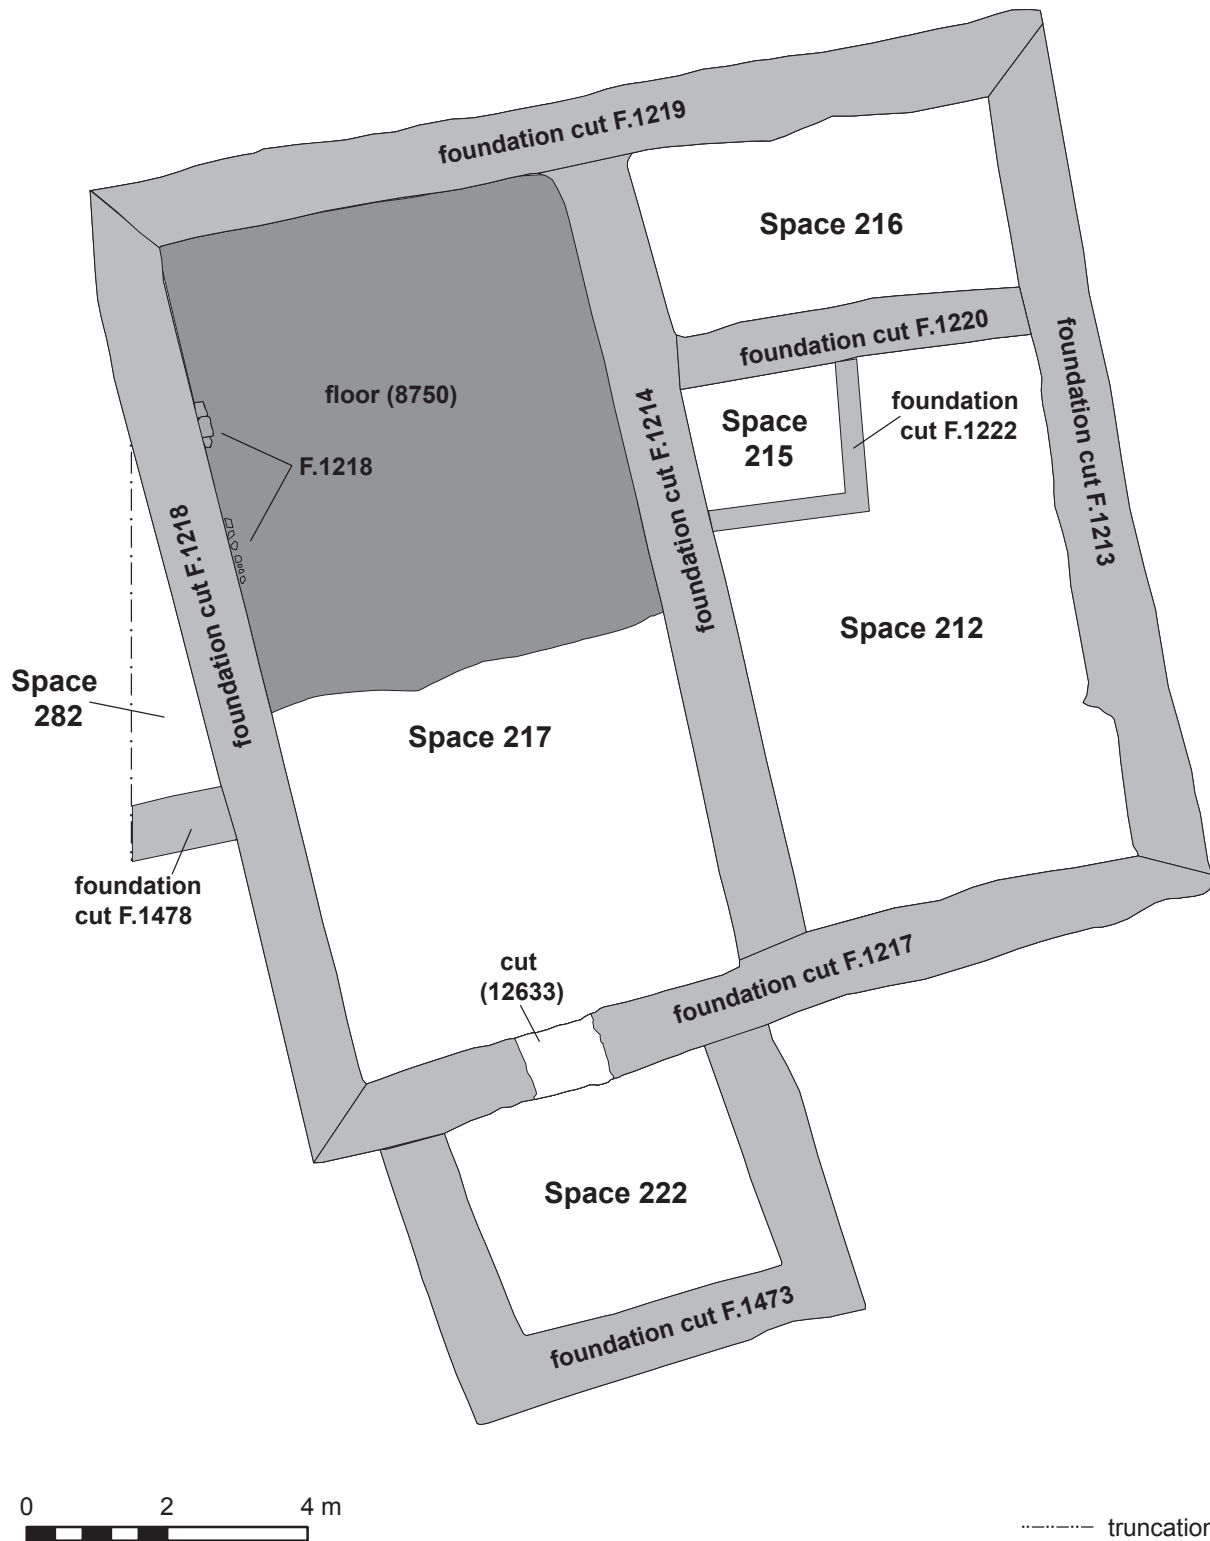 foundation cut F.1219
Space 216
foundation cut F.1220
foundation cut F.1213
floor (8750)
foundation cut F.1214
Space
215
foundation
cut F.1222
F.1218
foundation cut F.1218
Space 212
Space
282
Space 217
foundation
cut F.1478
cut
(12633)
foundation cut F.1217
Space 222
foundation cut F.1473
0 2 4 m
truncation